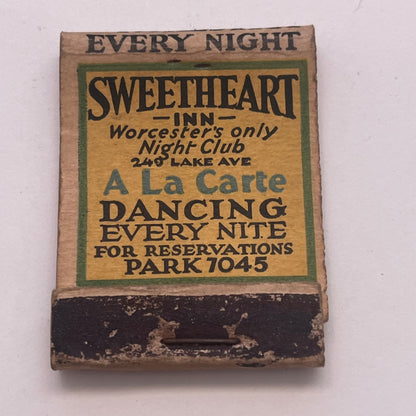 EVERY NIGHT
SWEETHEART
-INN-
Worcester's only
Night Club
249 LAKE AVE
A La Carte
DANCING
EVERY NITE
FOR RESERVATIONS
PARK 7045